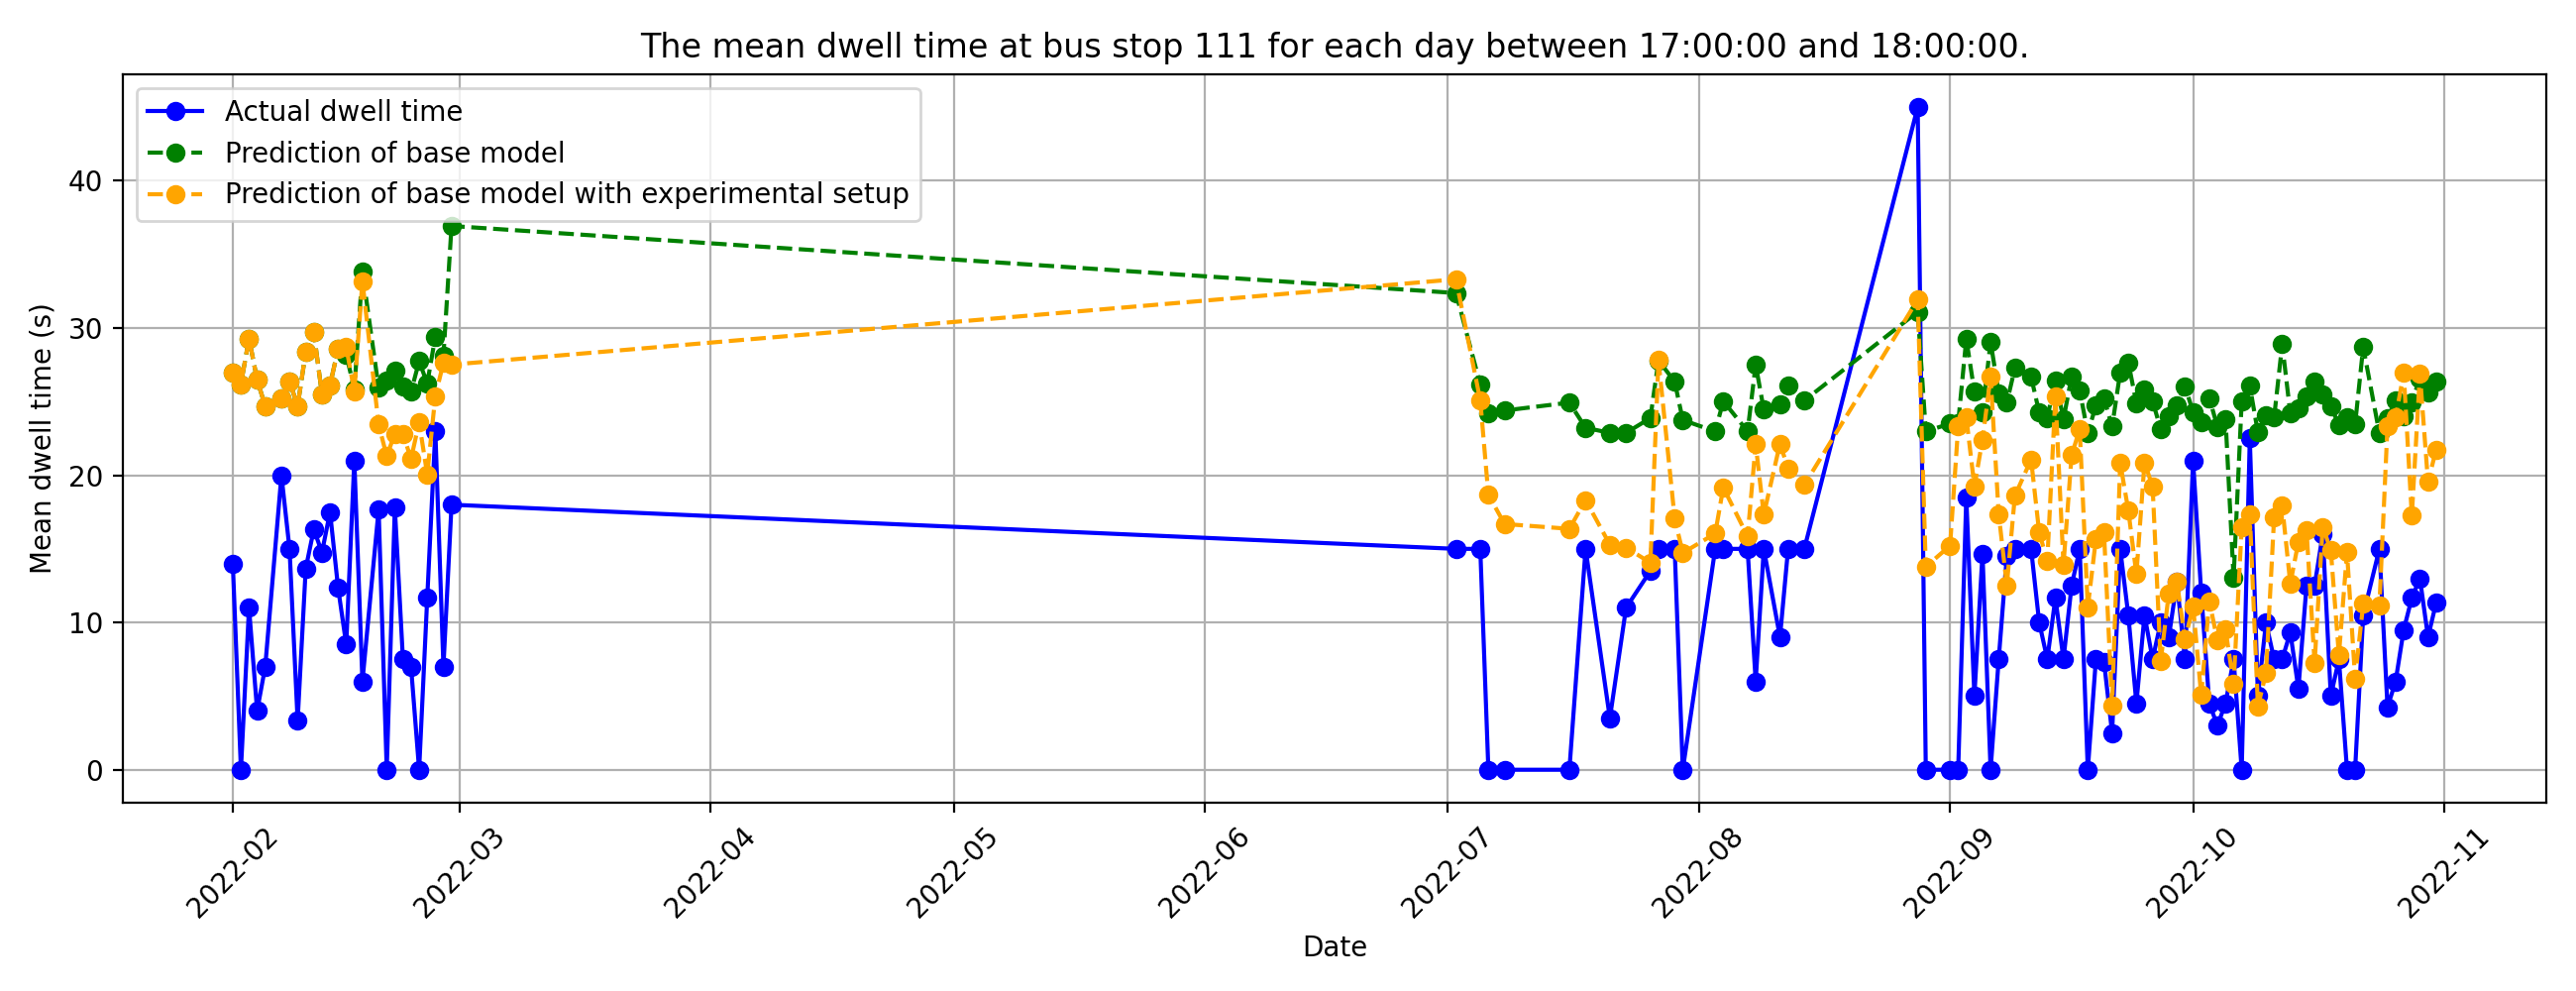 The mean dwell time at bus stop 111 for each day between 17:00:00 and 18:00:00.
Actual dwell time
Prediction of base model
Prediction of base model with experimental setup
Mean dwell time (s)
40
30
20
10
0
2022-02
2022-03
2022-04
2022-05
2022-06
2022-07
2022-08
2022-09
2022-10
2022-11
Date